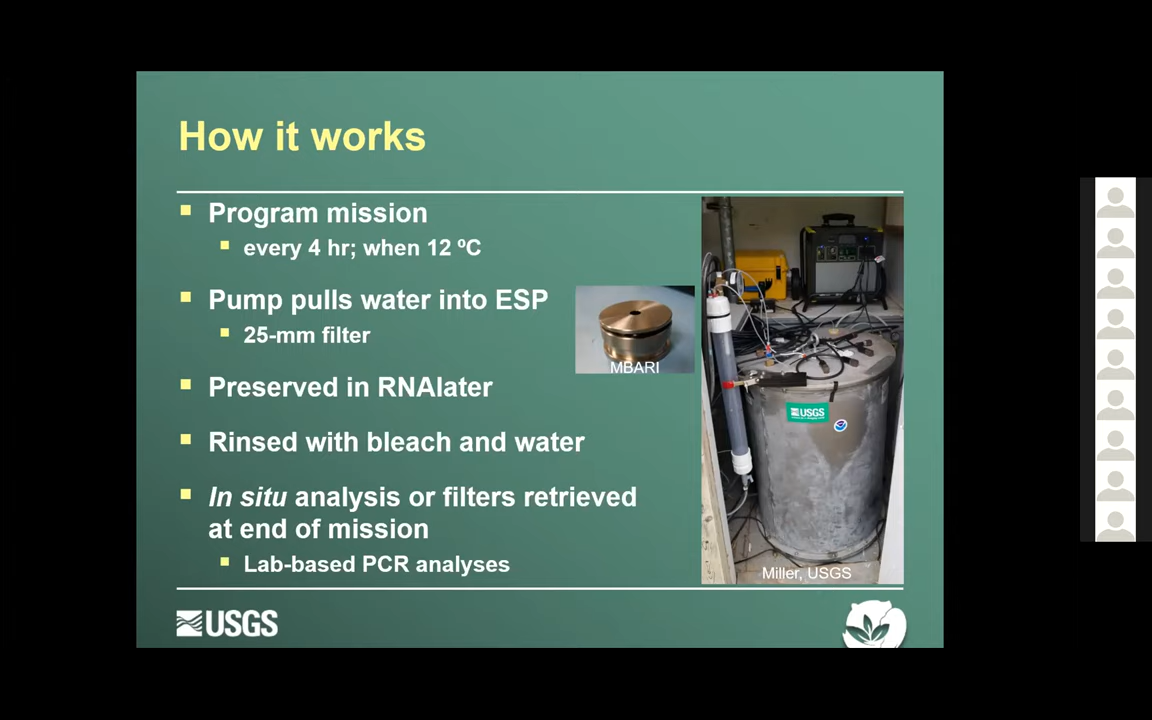 How it works
Program mission
every 4 hr; when 12 ºC
Pump pulls water into ESP
25-mm filter
MBARI
Preserved in RNAlater
Rinsed with bleach and water
In situ analysis or filters retrieved
at end of mission
Lab-based PCR analyses
USGS
Miller, USGS
USGS